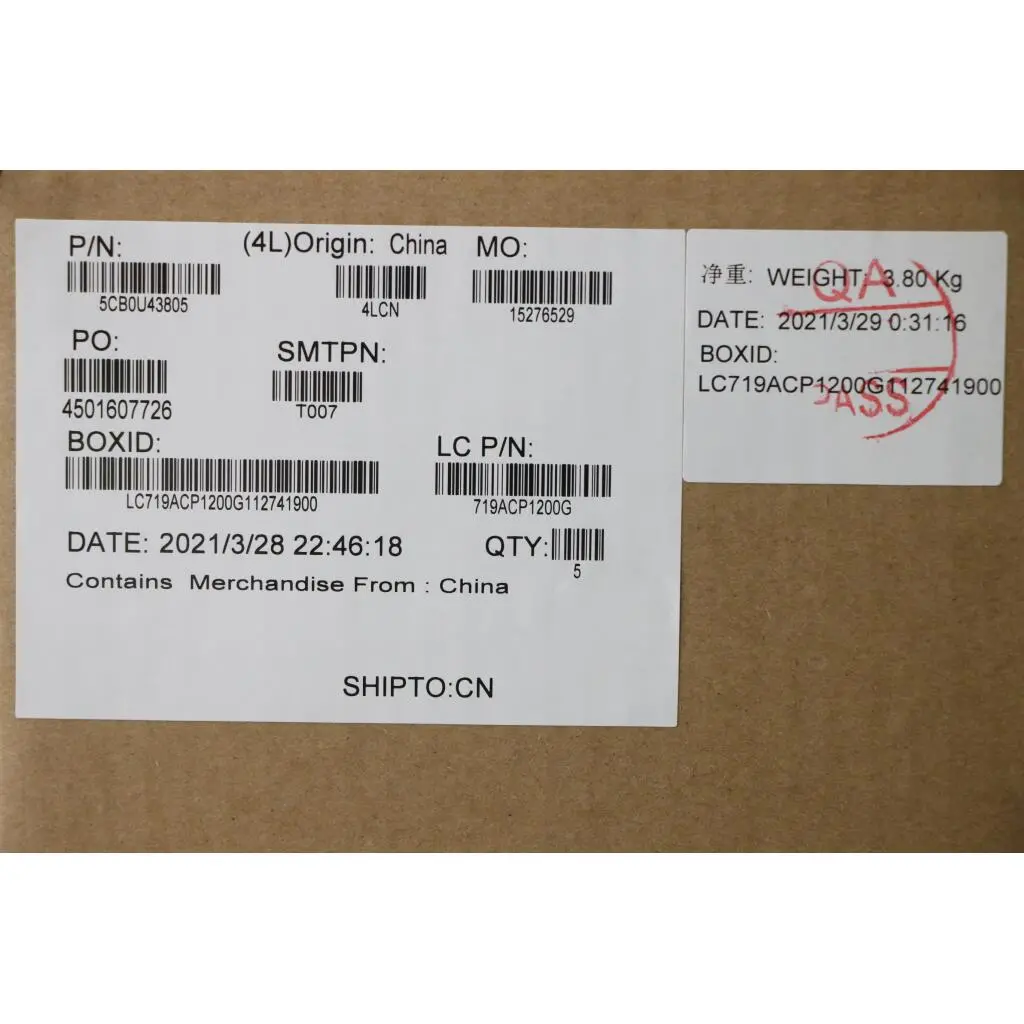 P/N: (4L)Origin: China MO:
5CB0U43805 4LCN 15276529
PO: SMTPN:
4501607726 T007
BOXID: LC P/N:
LC719ACP1200G112741900 719ACP1200G
DATE: 2021/3/28 22:46:18 QTY:
5
Contains Merchandise From : China
SHIPTO:CN
净重: WEIGHT: 3.80 Kg
DATE: 2021/3/29 0:31:16
BOXID:
LC719ACP1200G112741900
QA
PASS